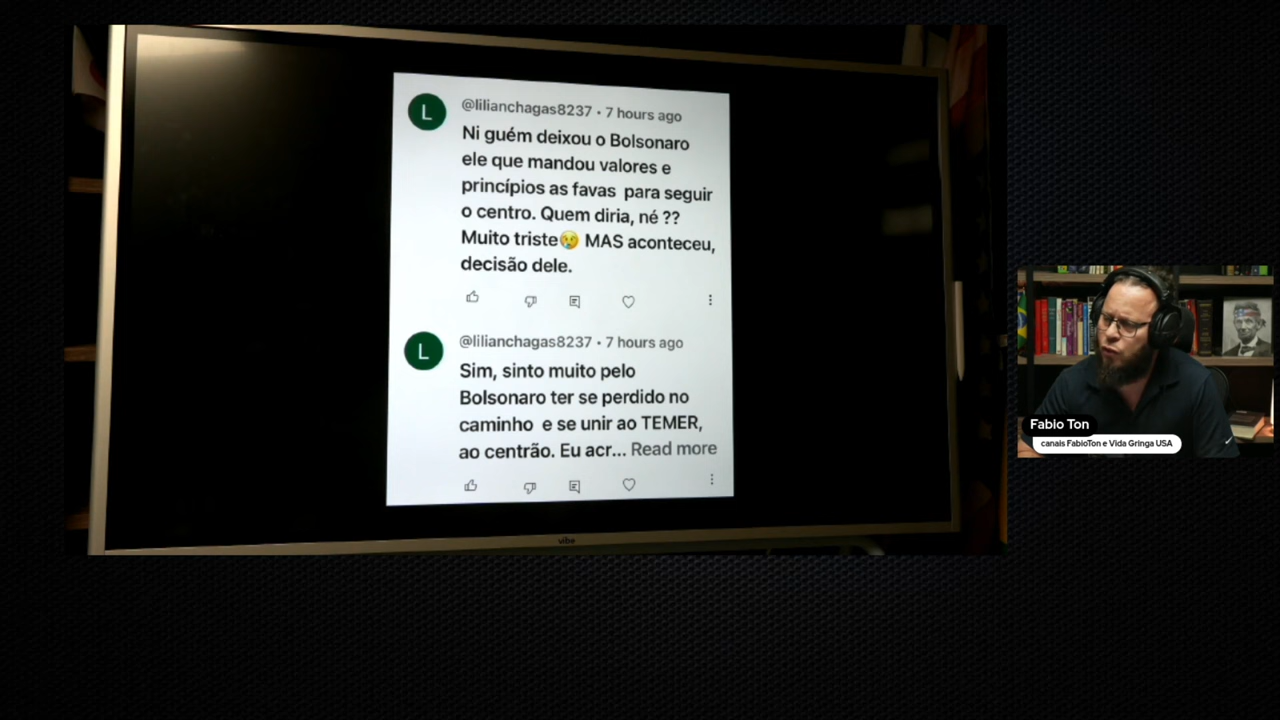 L
@lilianchagas8237 • 7 hours ago
Ni guém deixou o Bolsonaro
ele que mandou valores e
princípios as favas para seguir
o centro. Quem diria, né ??
Muito triste😢 MAS aconteceu,
decisão dele.
L
@lilianchagas8237 • 7 hours ago
Sim, sinto muito pelo
Bolsonaro ter se perdido no
caminho e se unir ao TEMER,
ao centrão. Eu acr... Read more
vibe
Fabio Ton
canais FabioTon e Vida Gringa USA